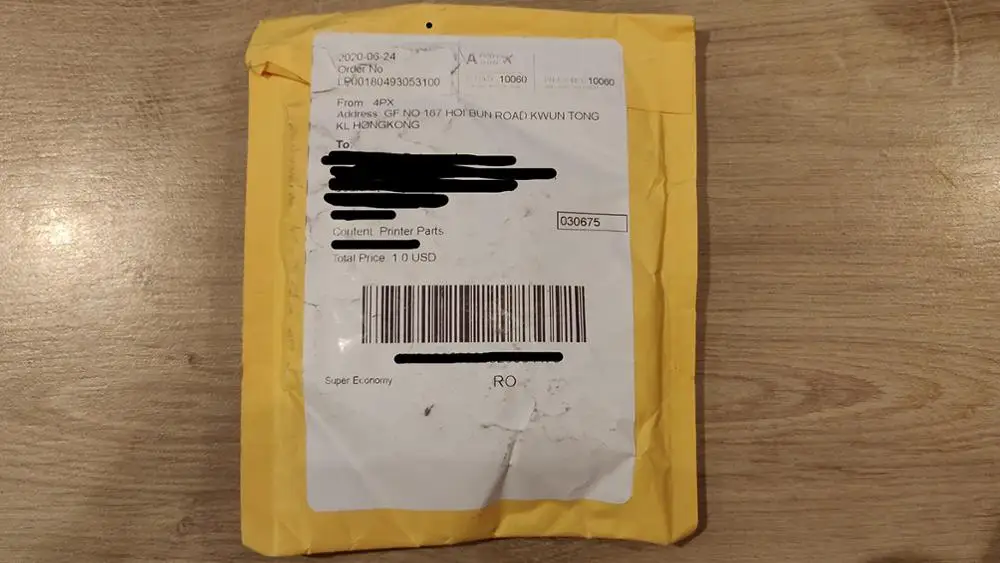 2020-06-24
Order No
LP00180493053100
A X
10060
10060
From 4PX
Address GF NO 167 HOI BUN ROAD KWUN TONG
KL HONGKONG
To:
030675
Content: Printer Parts
Total Price: 1.0 USD
Super Economy
RO